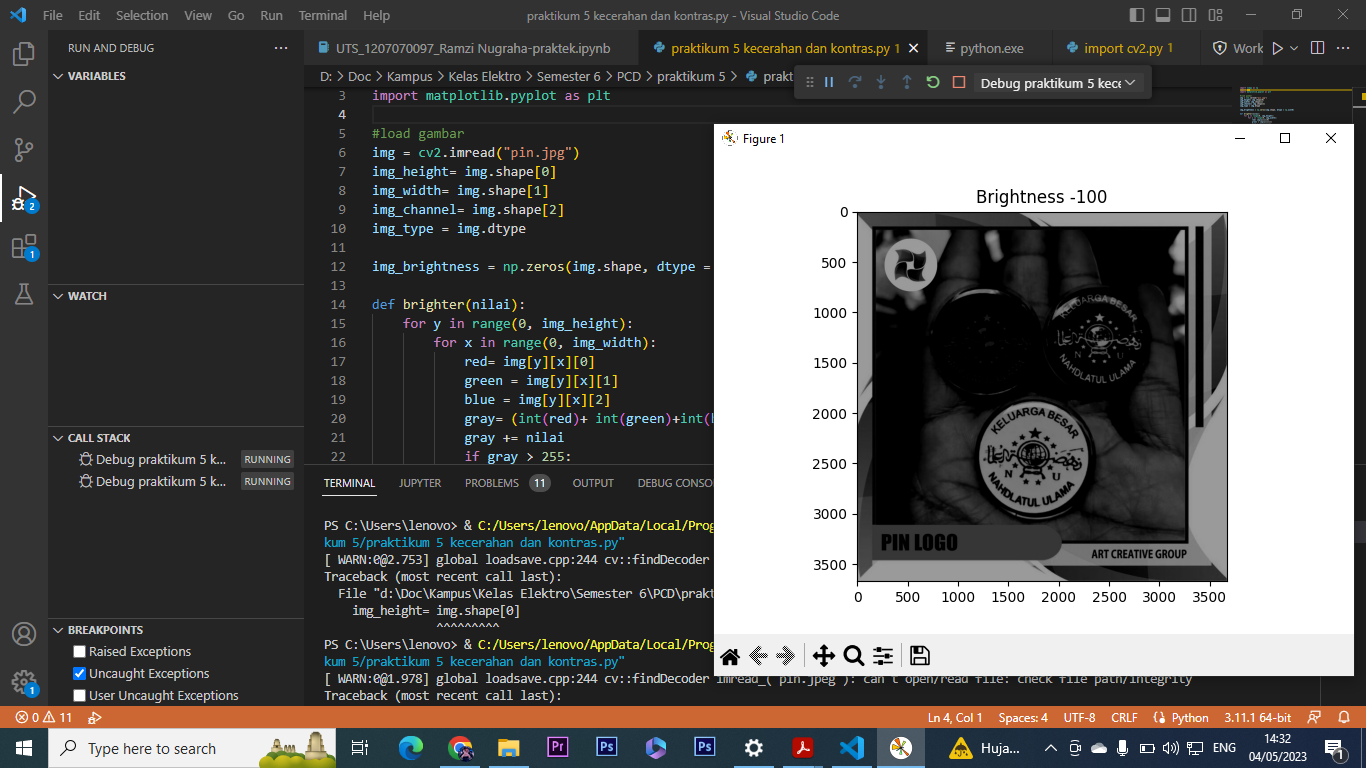 File Edit Selection View Go Run Terminal Help
praktikum 5 kecerahan dan kontras.py - Visual Studio Code
RUN AND DEBUG
VARIABLES
WATCH
CALL STACK
Debug praktikum 5 k... RUNNING
Debug praktikum 5 k... RUNNING
BREAKPOINTS
Raised Exceptions
Uncaught Exceptions
User Uncaught Exceptions
2
1
1
UTS_1207070097_Ramzi Nugraha-praktek.ipynb
praktikum 5 kecerahan dan kontras.py 1
python.exe
import cv2.py 1
Work
D: > Doc > Kampus > Kelas Elektro > Semester 6 > PCD > praktikum 5 > prakt
Debug praktikum 5 kece
3 import matplotlib.pyplot as plt
4
5 #load gambar
6 img = cv2.imread("pin.jpg")
7 img_height= img.shape[0]
8 img_width= img.shape[1]
9 img_channel= img.shape[2]
10 img_type = img.dtype
11
12 img_brightness = np.zeros(img.shape, dtype =
13
14 def brighter(nilai):
15 for y in range(0, img_height):
16 for x in range(0, img_width):
17 red= img[y][x][0]
18 green = img[y][x][1]
19 blue = img[y][x][2]
20 gray= (int(red)+ int(green)+int(
21 gray += nilai
22 if gray > 255:
TERMINAL JUPYTER PROBLEMS 11 OUTPUT DEBUG CONSO
PS C:\Users\lenovo> & C:/Users/lenovo/AppData/Local/Prog
kum 5/praktikum 5 kecerahan dan kontras.py"
[ WARN:0@2.753] global loadsave.cpp:244 cv::findDecoder
Traceback (most recent call last):
File "d:\Doc\Kampus\Kelas Elektro\Semester 6\PCD\prakt
img_height= img.shape[0]
^^^^^^^^^
PS C:\Users\lenovo> & C:/Users/lenovo/AppData/Local/Prog
kum 5/praktikum 5 kecerahan dan kontras.py"
[ WARN:0@1.978] global loadsave.cpp:244 cv::findDecoder imread_('pin.jpeg'): can't open/read file: check file path/integrity
Traceback (most recent call last):
Figure 1
Brightness -100
0
500
1000
1500
2000
2500
3000
3500
0 500 1000 1500 2000 2500 3000 3500
KELUARGA BESAR
N U
NAHDLATUL ULAMA
KELUARGA BESAR
N U
NAHDLATUL ULAMA
PIN LOGO
ART CREATIVE GROUP
0 11
Ln 4, Col 1 Spaces: 4 UTF-8 CRLF Python 3.11.1 64-bit
Type here to search
Pr
Ps
Ps
Huja...
ENG
14:32
04/05/2023
1